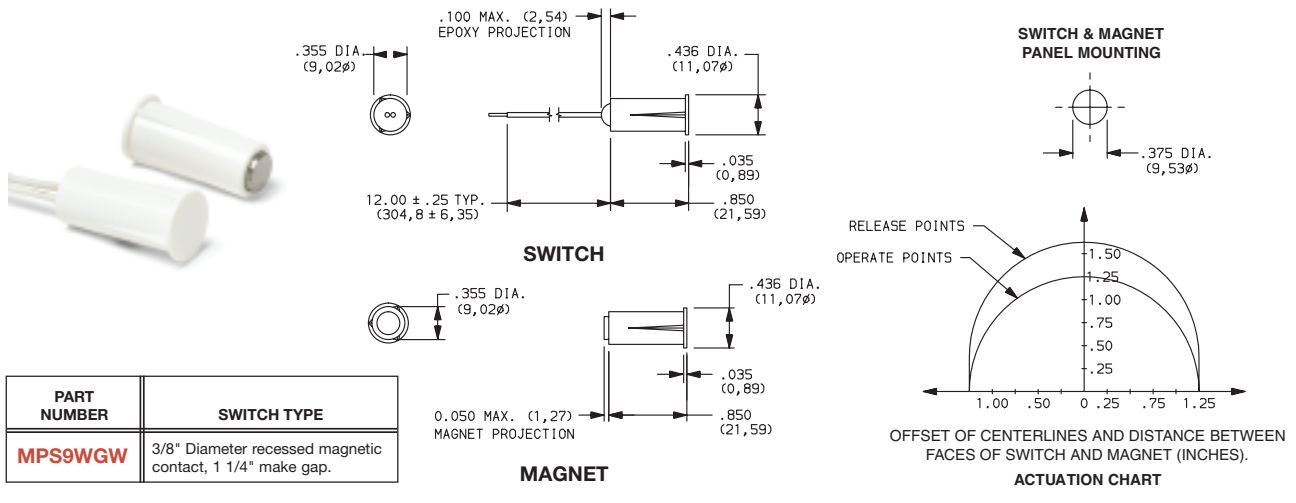 .100 MAX. (2,54)
EPOXY PROJECTION
.355 DIA.
(9,02ø)
.436 DIA.
(11,07ø)
.035
(0,89)
12.00 ± .25 TYP.
(304,8 ± 6,35)
.850
(21,59)
SWITCH
.355 DIA.
(9,02ø)
.436 DIA.
(11,07ø)
.035
(0,89)
0.050 MAX. (1,27)
MAGNET PROJECTION
.850
(21,59)
MAGNET
PART
NUMBER
SWITCH TYPE
MPS9WGW
3/8" Diameter recessed magnetic
contact, 1 1/4" make gap.
SWITCH & MAGNET
PANEL MOUNTING
.375 DIA.
(9,53ø)
RELEASE POINTS
OPERATE POINTS
1.50
1.25
1.00
.75
.50
.25
1.00 .50 0 .25 .75 1.25
OFFSET OF CENTERLINES AND DISTANCE BETWEEN
FACES OF SWITCH AND MAGNET (INCHES).
ACTUATION CHART